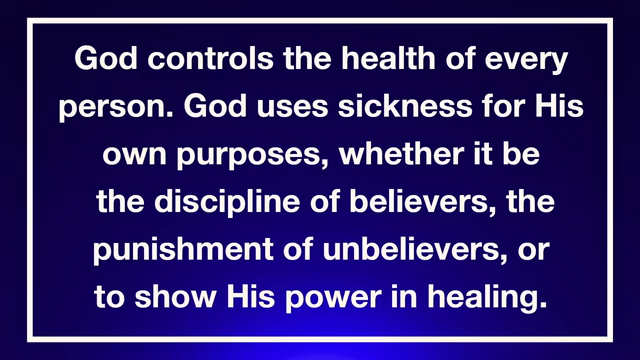 God controls the health of every
person. God uses sickness for His
own purposes, whether it be
the discipline of believers, the
punishment of unbelievers, or
to show His power in healing.